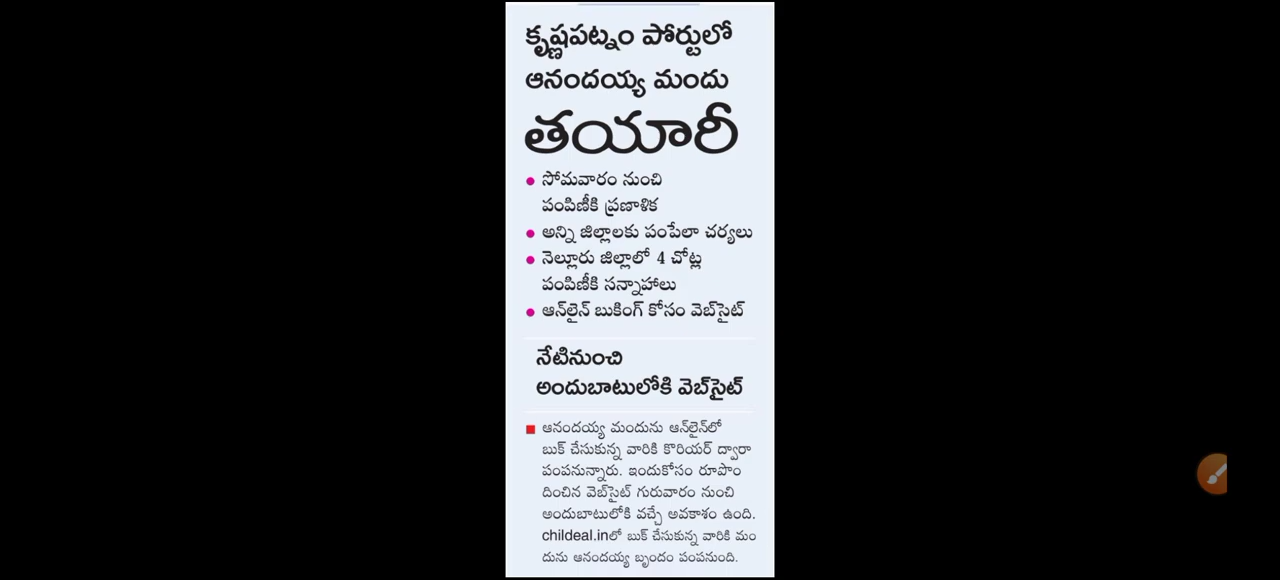 కృష్ణపట్నం పోర్టులో
ఆనందయ్య మందు
తయారీ
● సోమవారం నుంచి
పంపిణీకి ప్రణాళిక
● అన్ని జిల్లాలకు పంపేలా చర్యలు
● నెల్లూరు జిల్లాలో 4 చోట్ల
పంపిణీకి సన్నాహాలు
● ఆన్‌లైన్ బుకింగ్ కోసం వెబ్‌సైట్
నేటినుంచి
అందుబాటులోకి వెబ్‌సైట్
■ ఆనందయ్య మందును ఆన్‌లైన్‌లో
బుక్ చేసుకున్న వారికి కొరియర్ ద్వారా
పంపనున్నారు. ఇందుకోసం రూపొం
దించిన వెబ్‌సైట్ గురువారం నుంచి
అందుబాటులోకి వచ్చే అవకాశం ఉంది.
childeal.inలో బుక్ చేసుకున్న వారికి మం
దును ఆనందయ్య బృందం పంపనుంది.